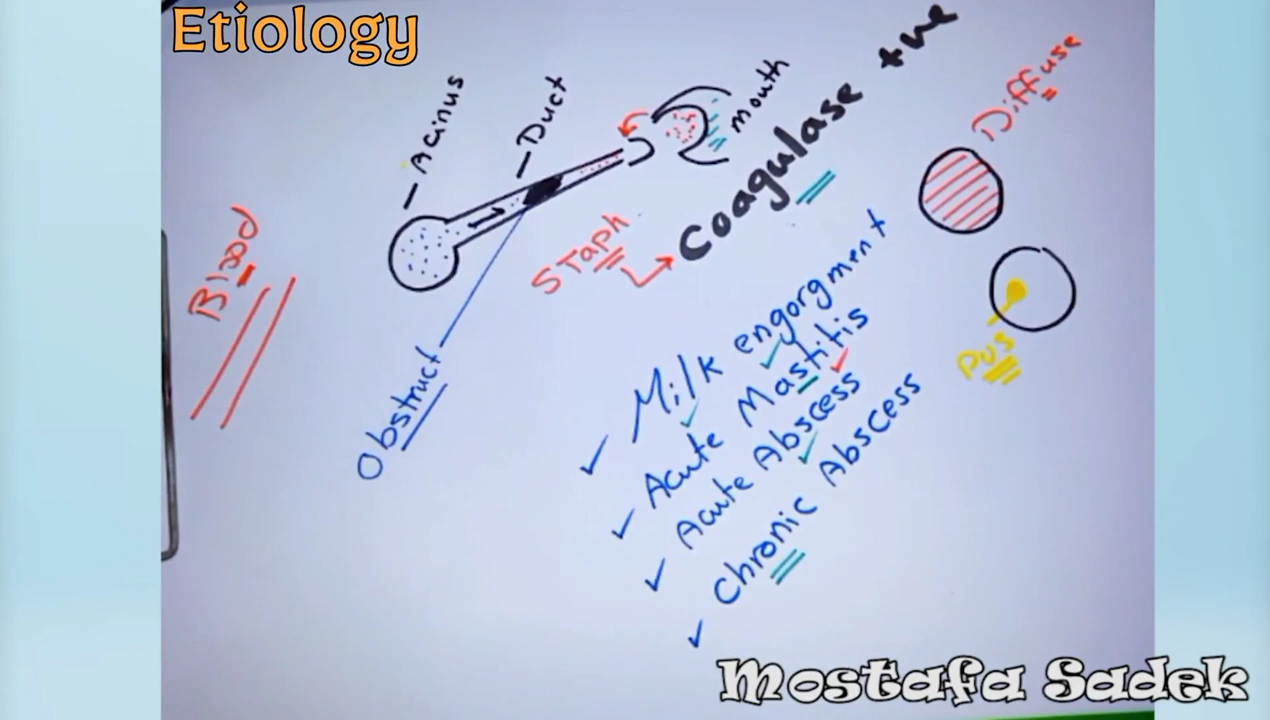 Etiology
Acinus
Duct
mouth
Coagulase +ve
Diffuse
Blood
STaph
Pus
Obstruct
Milk engorgment
Acute Mastitis
Acute Abscess
Chronic Abscess
Mostafa Sadek